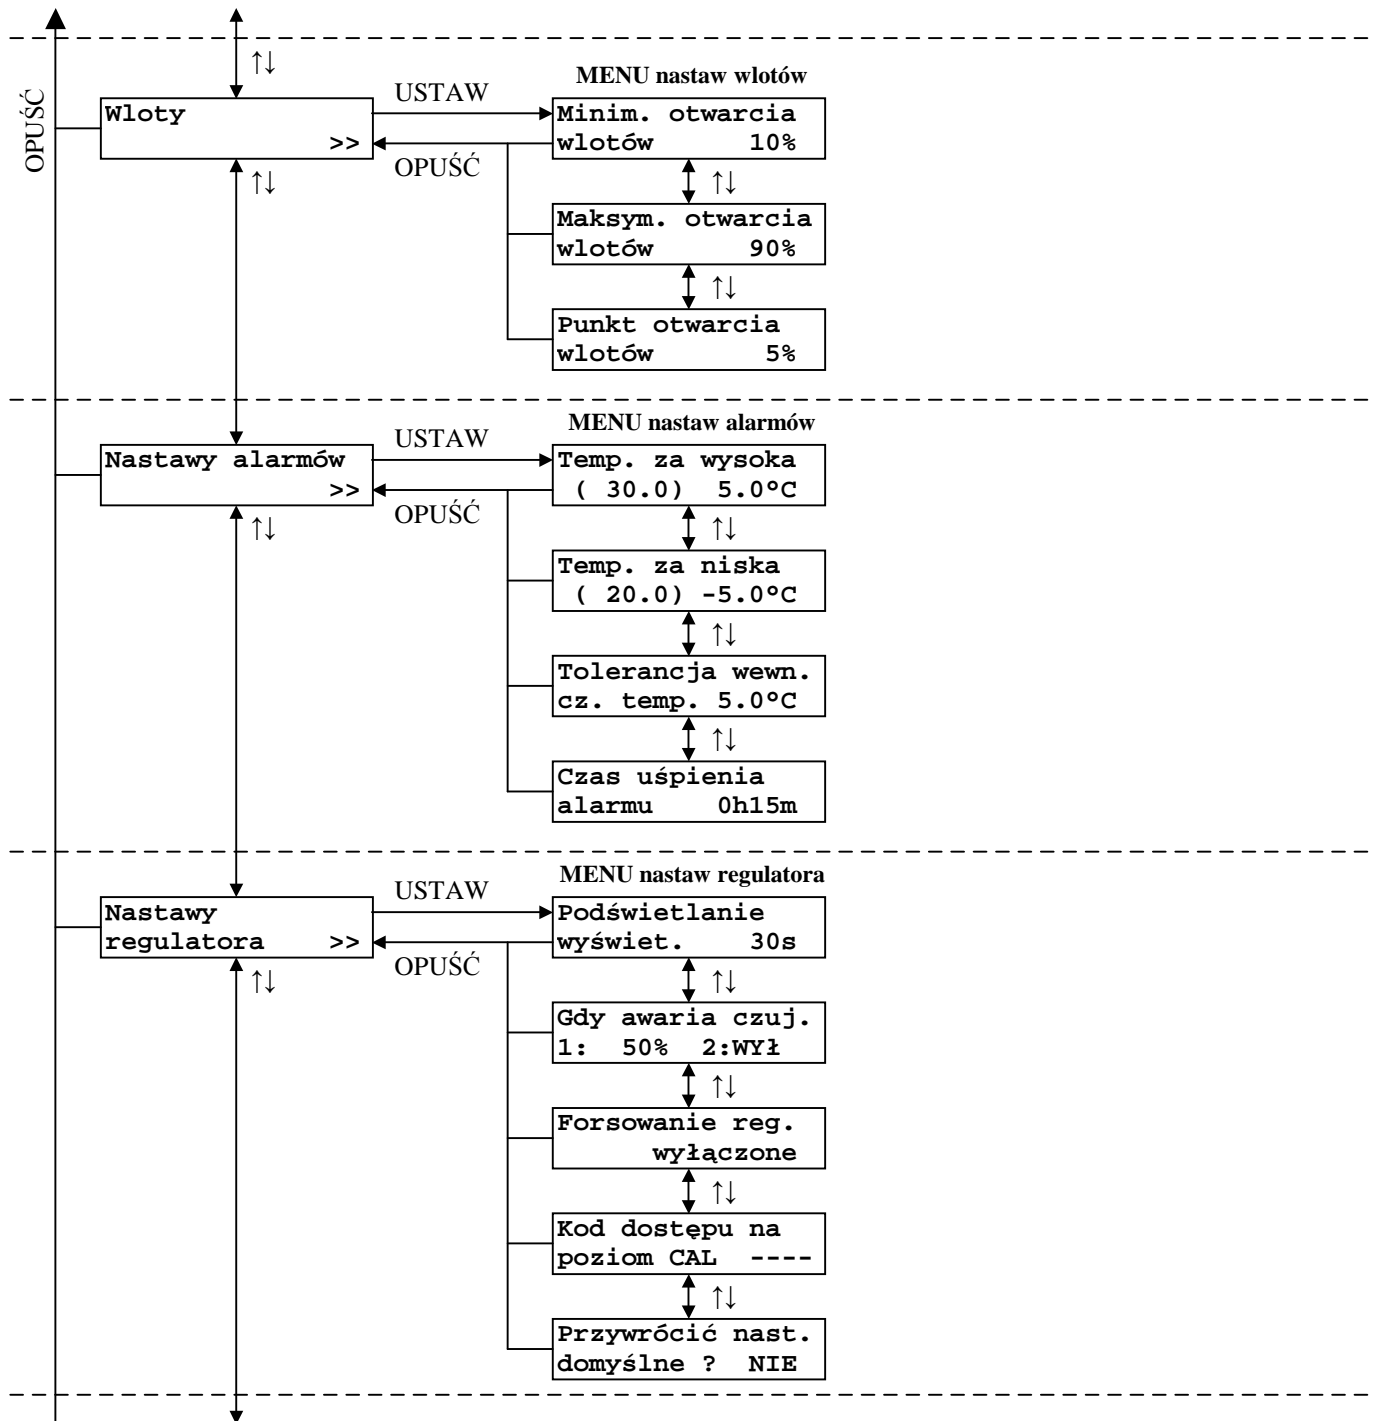 OPUŚĆ
↑↓
MENU nastaw wlotów
Wloty
>>
USTAW
OPUŚĆ
↑↓
Minim. otwarcia
wlotów 10%
↑↓
Maksym. otwarcia
wlotów 90%
↑↓
Punkt otwarcia
wlotów 5%
MENU nastaw alarmów
Nastawy alarmów
>>
USTAW
OPUŚĆ
↑↓
Temp. za wysoka
( 30.0) 5.0°C
↑↓
Temp. za niska
( 20.0) -5.0°C
↑↓
Tolerancja wewn.
cz. temp. 5.0°C
↑↓
Czas uśpienia
alarmu 0h15m
MENU nastaw regulatora
Nastawy
regulatora >>
USTAW
OPUŚĆ
↑↓
Podświetlanie
wyświet. 30s
↑↓
Gdy awaria czuj.
1: 50% 2:WYŁ
↑↓
Forsowanie reg.
wyłączone
↑↓
Kod dostępu na
poziom CAL ----
↑↓
Przywrócić nast.
domyślne ? NIE